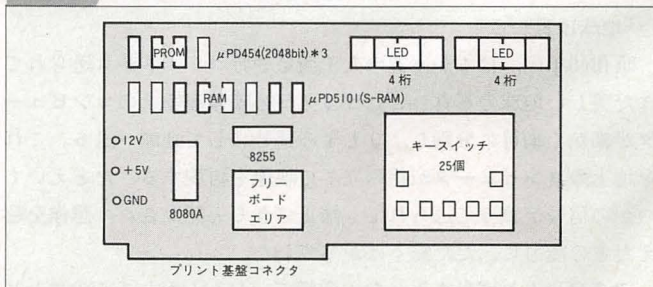 PROM
μPD454(2048bit)*3
LED
LED
4桁
4桁
RAM
μPD5101(S-RAM)
12V
+5V
GND
8080A
8255
フリー
ボード
エリア
キースイッチ
25個
プリント基盤コネクタ